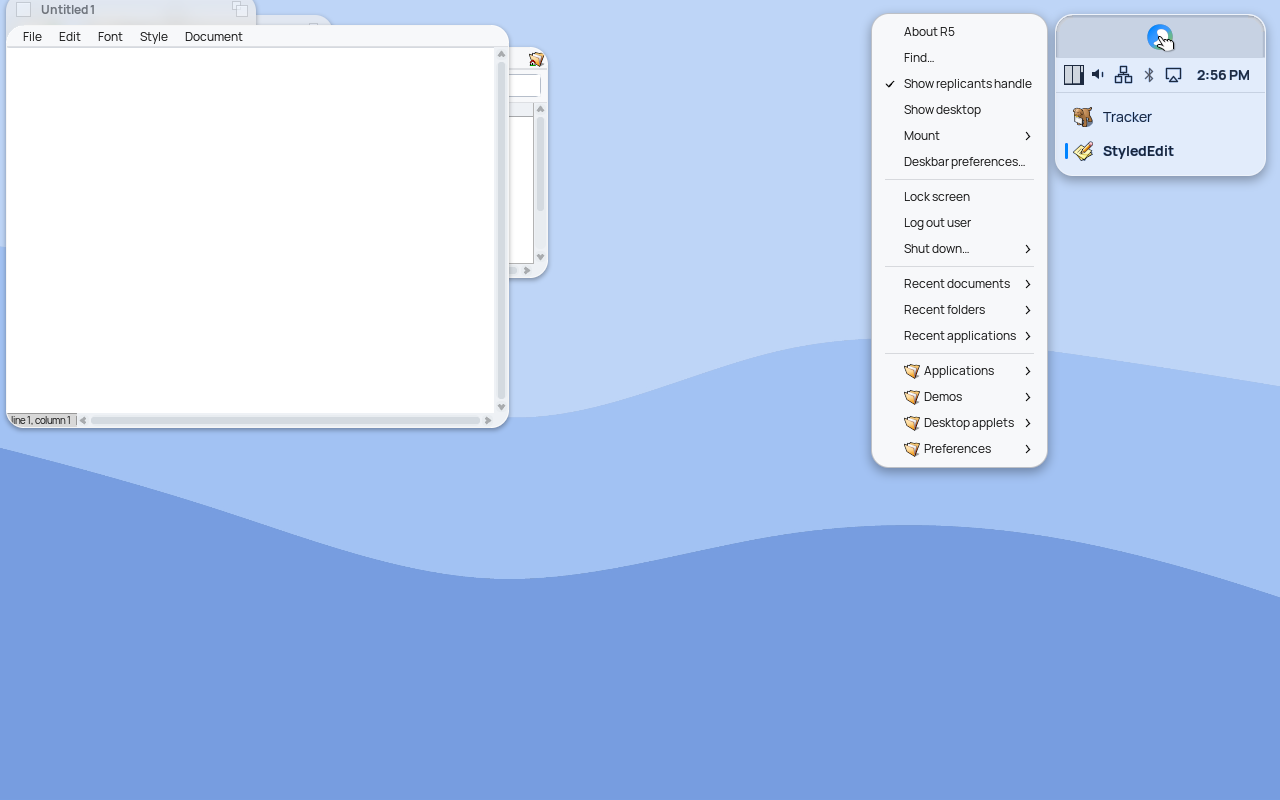 Untitled 1
File Edit Font Style Document
line 1, column 1
About R5
Find...
Show replicants handle
Show desktop
Mount
Deskbar preferences...
Lock screen
Log out user
Shut down...
Recent documents
Recent folders
Recent applications
Applications
Demos
Desktop applets
Preferences
2:56 PM
Tracker
StyledEdit